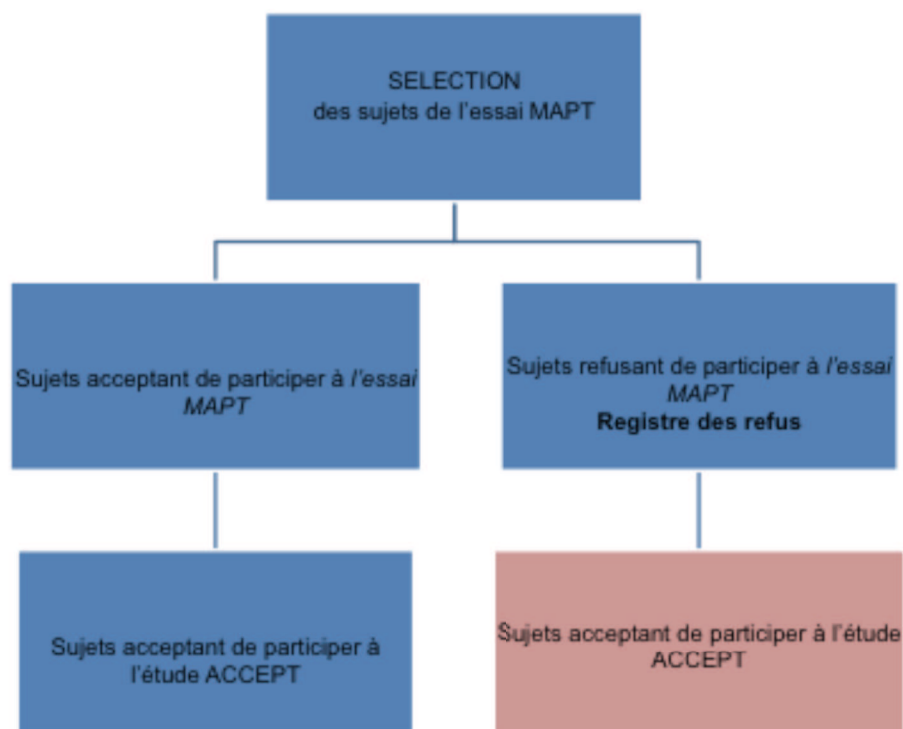 SELECTION
des sujets de l'essai MAPT
Sujets acceptant de participer à l'essai
MAPT
Sujets refusant de participer à l'essai
MAPT
Registre des refus
Sujets acceptant de participer à
l'étude ACCEPT
Sujets acceptant de participer à l'étude
ACCEPT